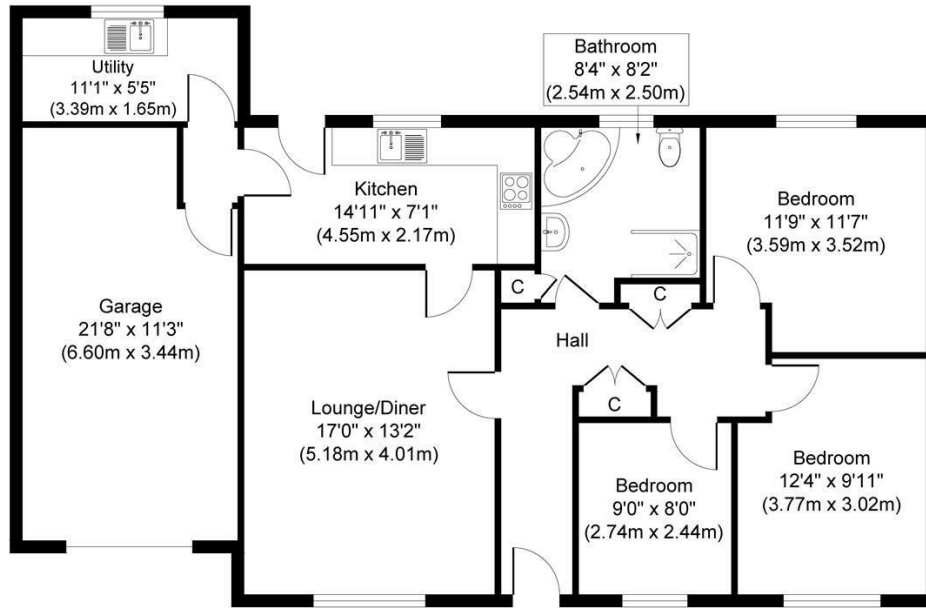 Utility
11'1" x 5'5"
(3.39m x 1.65m)
Bathroom
8'4" x 8'2"
(2.54m x 2.50m)
Kitchen
14'11" x 7'1"
(4.55m x 2.17m)
Bedroom
11'9" x 11'7"
(3.59m x 3.52m)
Garage
21'8" x 11'3"
(6.60m x 3.44m)
C
C
Hall
Lounge/Diner
17'0" x 13'2"
(5.18m x 4.01m)
C
Bedroom
9'0" x 8'0"
(2.74m x 2.44m)
Bedroom
12'4" x 9'11"
(3.77m x 3.02m)